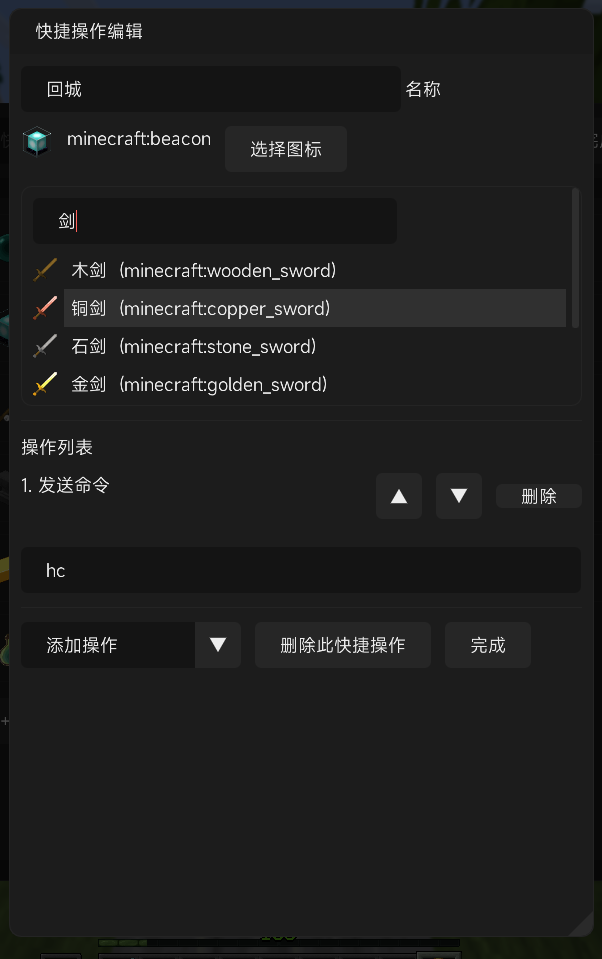 快捷操作编辑
回城 名称
minecraft:beacon 选择图标
剑
木剑 (minecraft:wooden_sword)
铜剑 (minecraft:copper_sword)
石剑 (minecraft:stone_sword)
金剑 (minecraft:golden_sword)
操作列表
1. 发送命令 ▲ ▼ 删除
hc
添加操作 ▼ 删除此快捷操作 完成